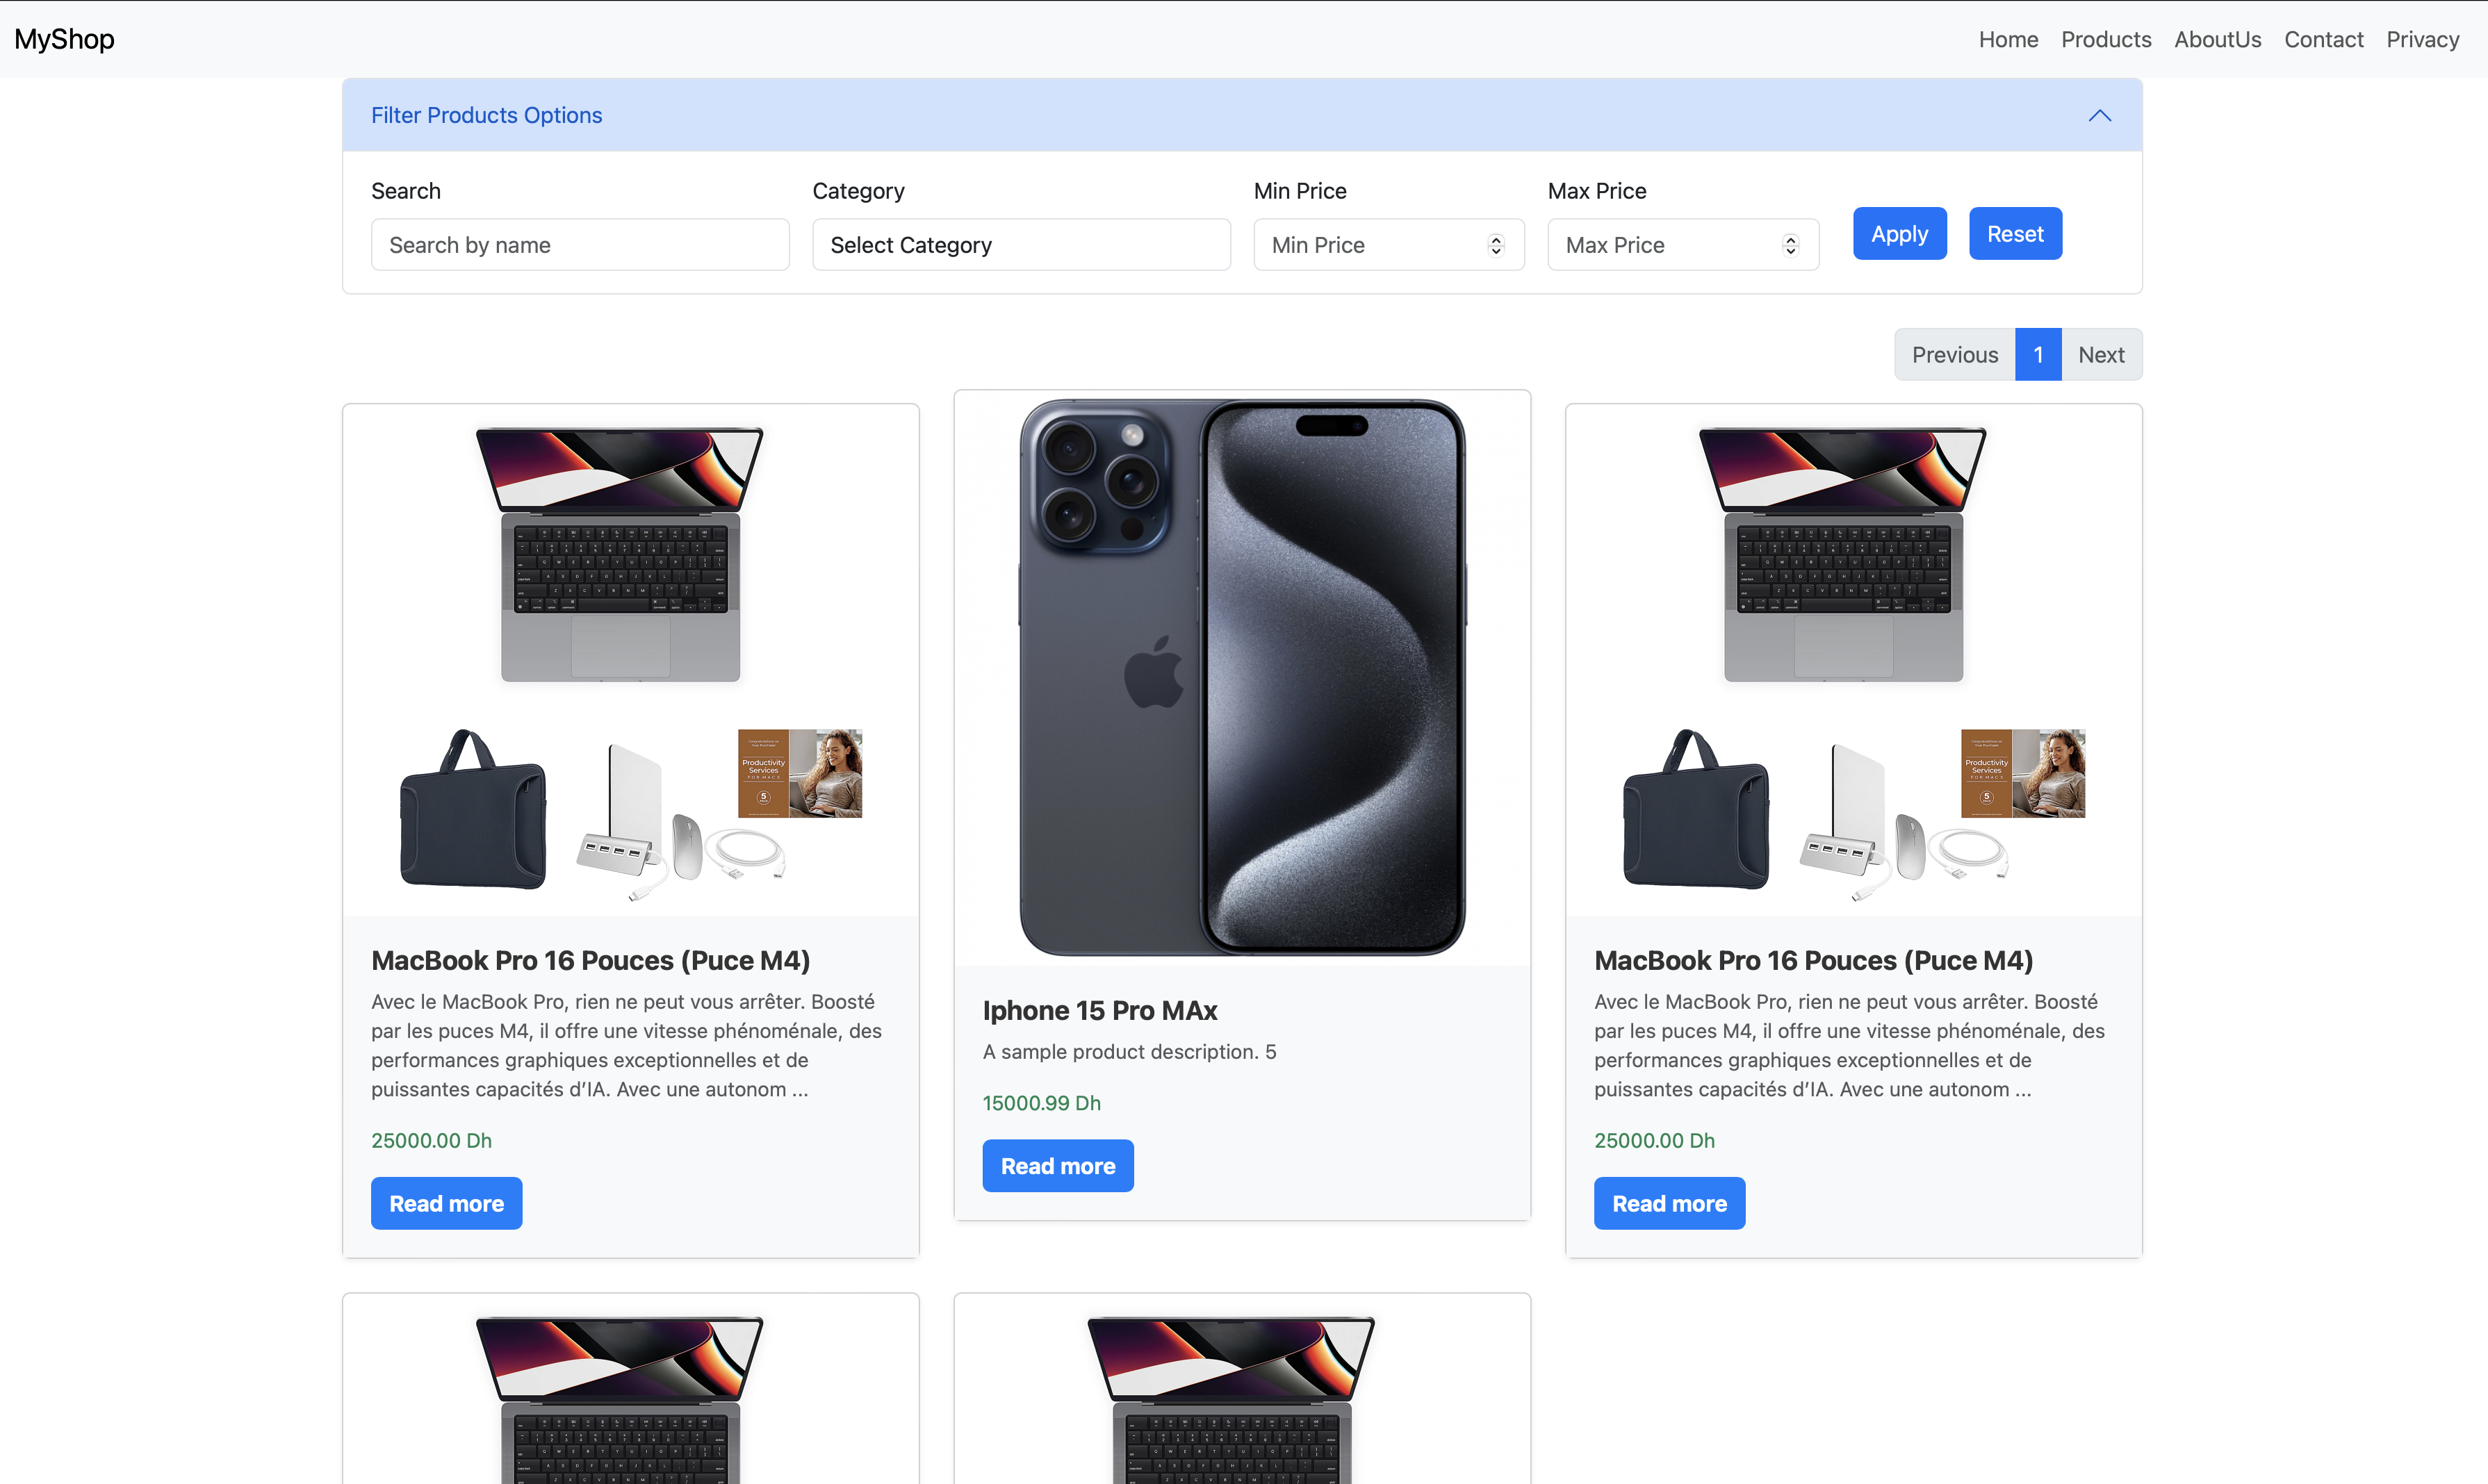 MyShop
Home Products AboutUs Contact Privacy
Filter Products Options
Search Category Min Price Max Price
Search by name Select Category Min Price Max Price Apply Reset
Previous 1 Next
Productivity
Services
FOR MACS
5
MacBook Pro 16 Pouces (Puce M4)
Avec le MacBook Pro, rien ne peut vous arrêter. Boosté
par les puces M4, il offre une vitesse phénoménale, des
performances graphiques exceptionnelles et de
puissantes capacités d’IA. Avec une autonom ...
25000.00 Dh
Read more
Iphone 15 Pro MAx
A sample product description. 5
15000.99 Dh
Read more
Productivity
Services
FOR MACS
5
MacBook Pro 16 Pouces (Puce M4)
Avec le MacBook Pro, rien ne peut vous arrêter. Boosté
par les puces M4, il offre une vitesse phénoménale, des
performances graphiques exceptionnelles et de
puissantes capacités d’IA. Avec une autonom ...
25000.00 Dh
Read more